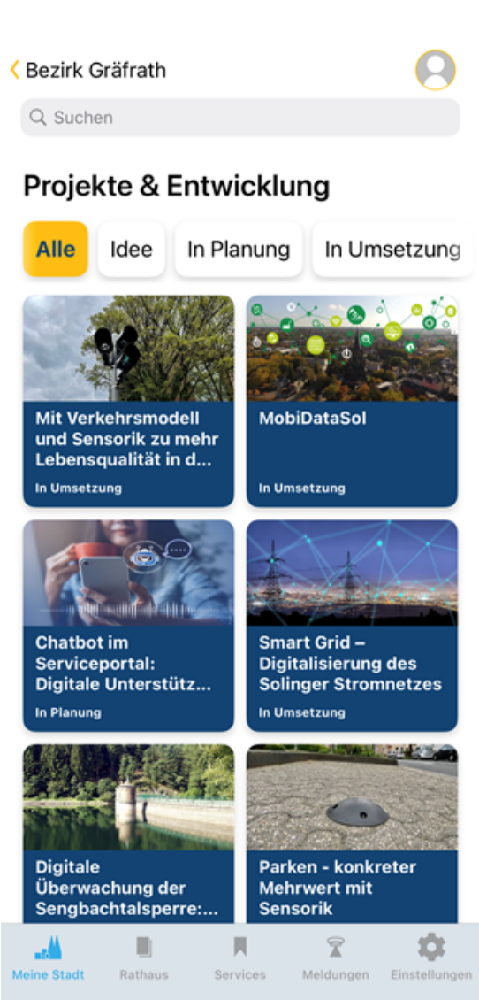 Bezirk Gräfrath
Suchen
Projekte & Entwicklung
Alle
Idee
In Planung
In Umsetzung
Mit Verkehrsmodell
und Sensorik zu mehr
Lebensqualität in d...
In Umsetzung
MobiDataSol
In Umsetzung
Chatbot im
Serviceportal:
Digitale Unterstütz...
In Planung
Smart Grid –
Digitalisierung des
Solinger Stromnetzes
In Umsetzung
Digitale
Überwachung der
Sengbachtalsperre:...
Parken - konkreter
Mehrwert mit
Sensorik
Meine Stadt
Rathaus
Services
Meldungen
Einstellungen